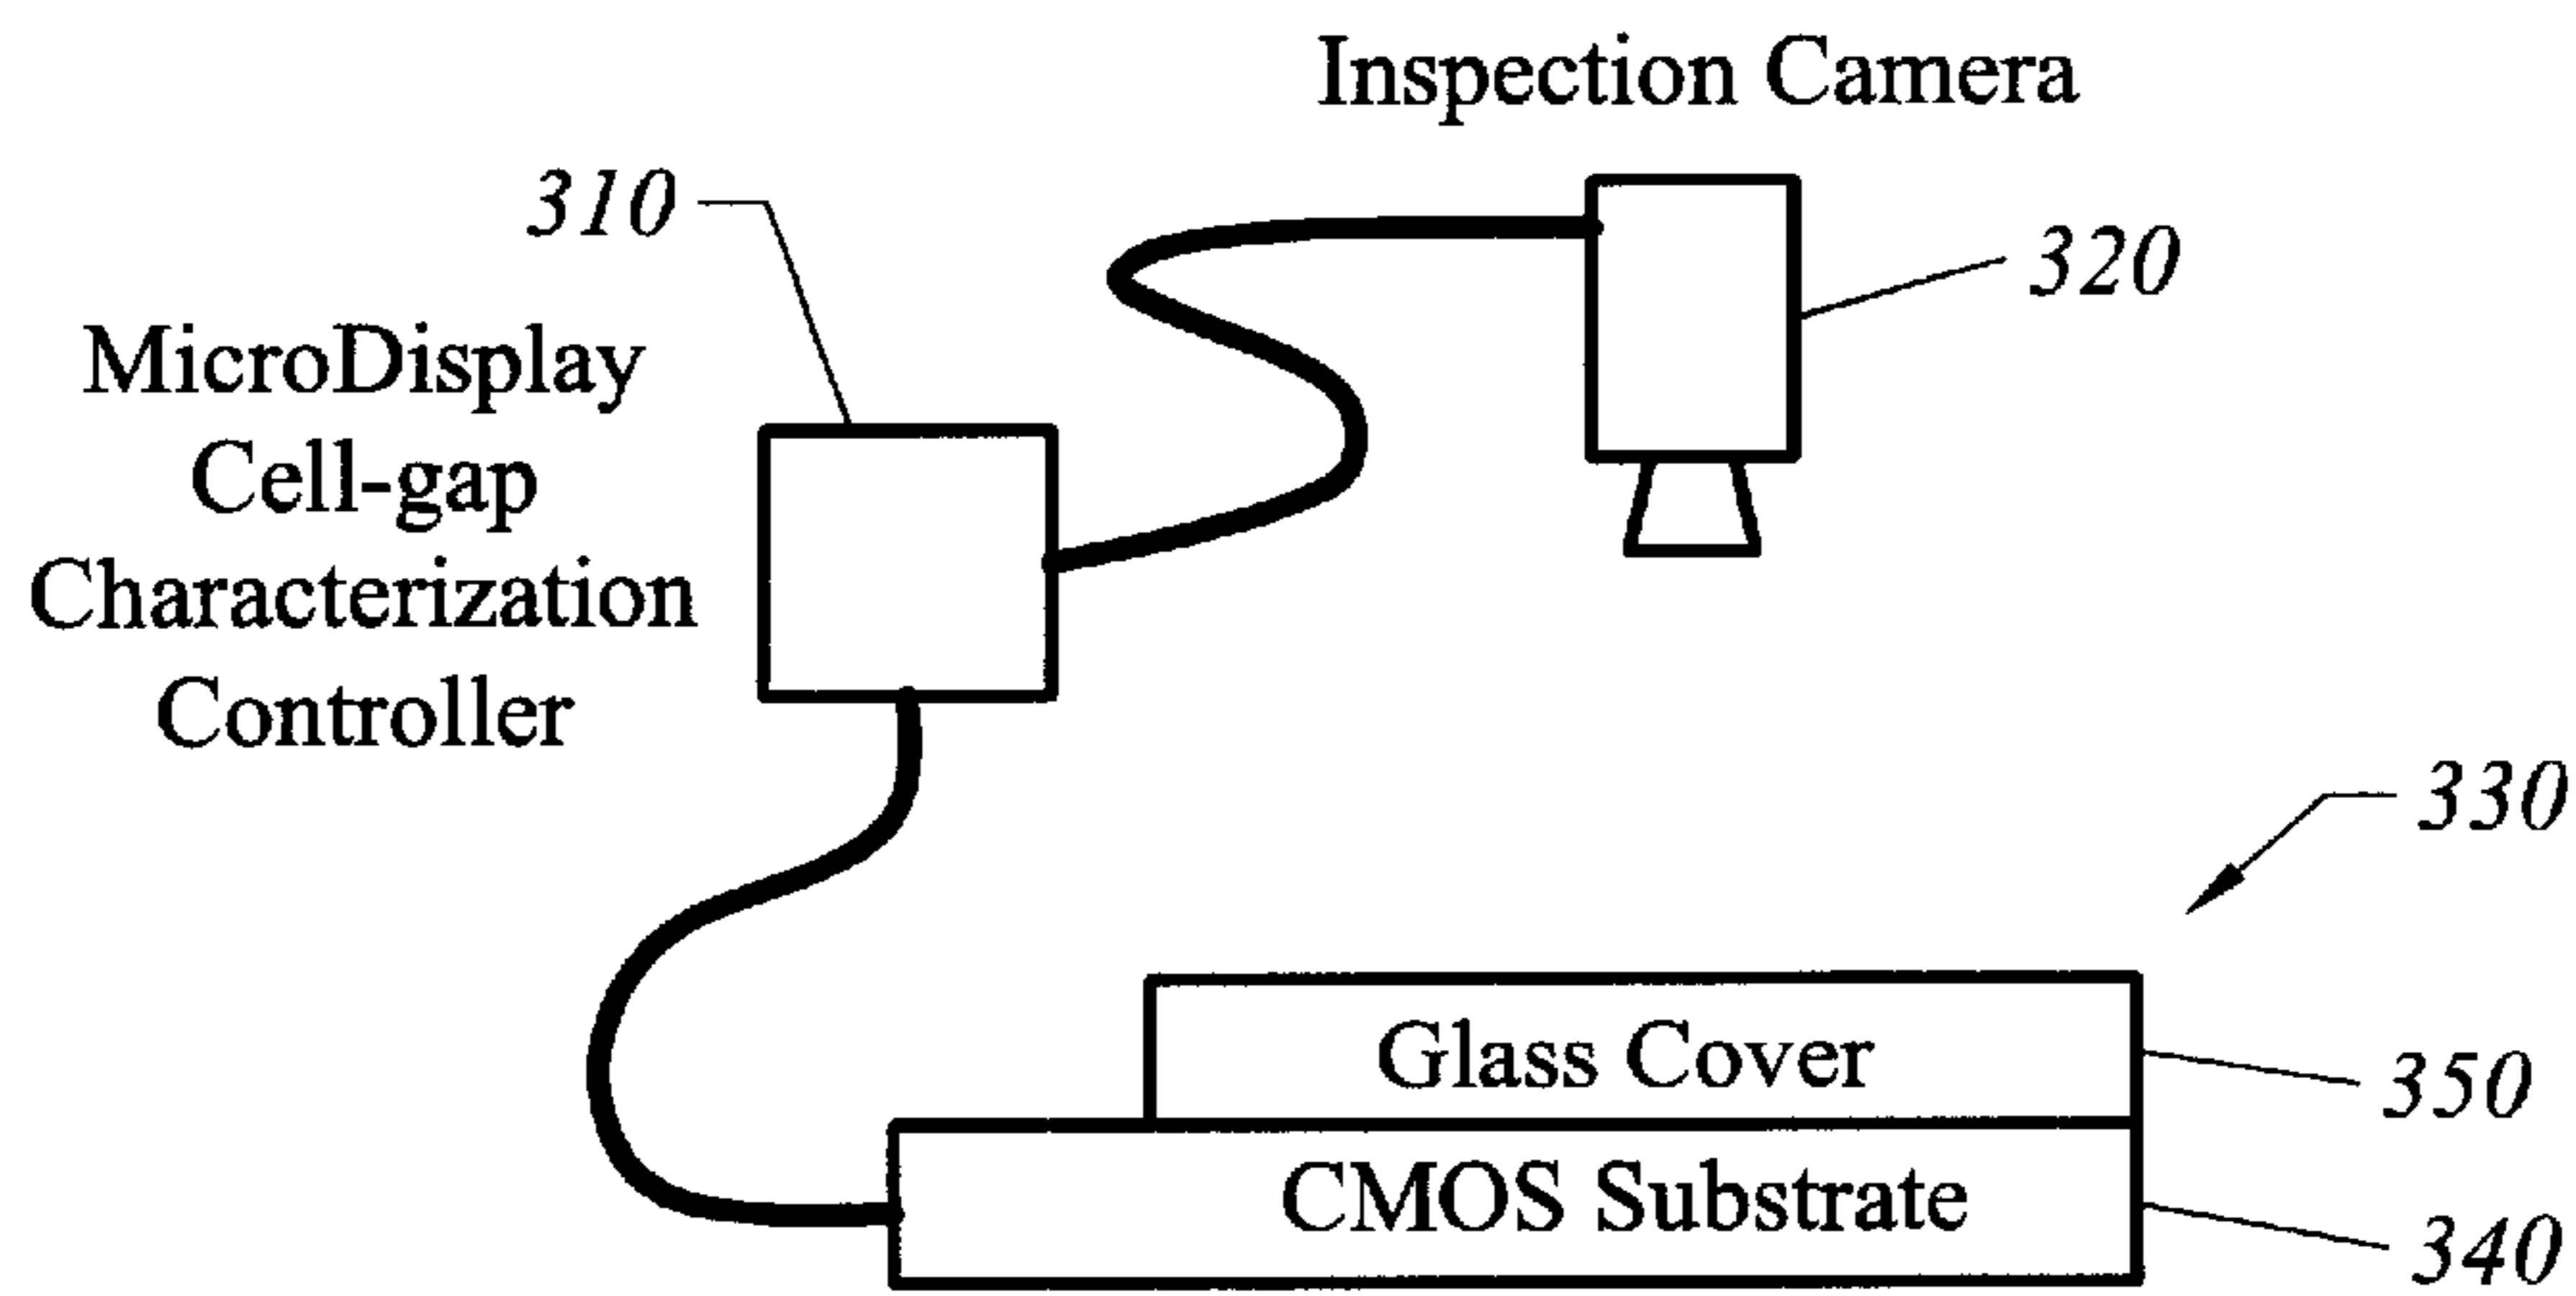 Inspection Camera
310
320
MicroDisplay
Cell-gap
Characterization
Controller
330
Glass Cover
350
CMOS Substrate
340